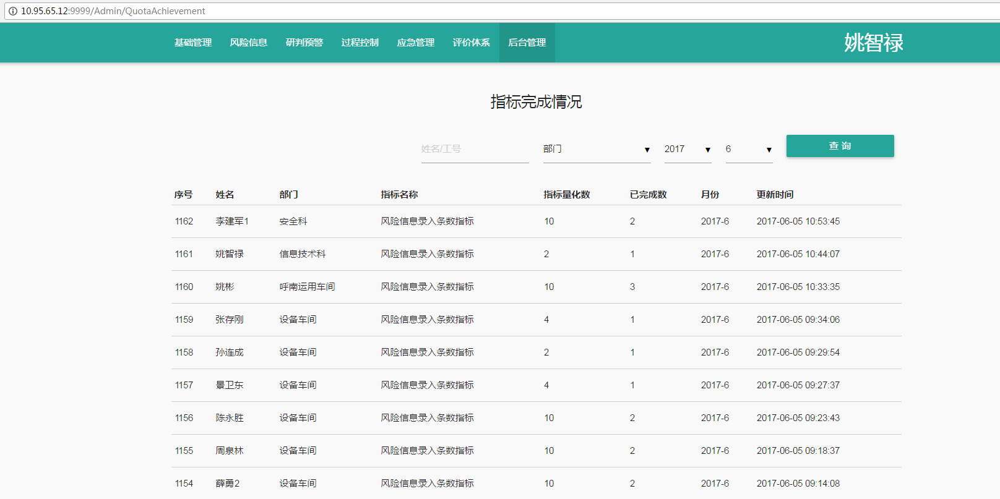 10.95.65.12:9999/Admin/QuotaAchievement
基础管理 风险信息 研判预警 过程控制 应急管理 评价体系 后台管理 姚智禄
指标完成情况
姓名/工号 部门 2017 6 查 询
序号 姓名 部门 指标名称 指标量化数 已完成数 月份 更新时间
1162 李建军1 安全科 风险信息录入条数指标 10 2 2017-6 2017-06-05 10:53:45
1161 姚智禄 信息技术科 风险信息录入条数指标 2 1 2017-6 2017-06-05 10:44:07
1160 姚彬 呼南运用车间 风险信息录入条数指标 10 3 2017-6 2017-06-05 10:33:35
1159 张存刚 设备车间 风险信息录入条数指标 4 1 2017-6 2017-06-05 09:34:06
1158 孙连成 设备车间 风险信息录入条数指标 2 1 2017-6 2017-06-05 09:29:54
1157 景卫东 设备车间 风险信息录入条数指标 4 1 2017-6 2017-06-05 09:27:37
1156 陈永胜 设备车间 风险信息录入条数指标 10 2 2017-6 2017-06-05 09:23:43
1155 周泉林 设备车间 风险信息录入条数指标 10 2 2017-6 2017-06-05 09:18:37
1154 薛勇2 设备车间 风险信息录入条数指标 10 2 2017-6 2017-06-05 09:14:08